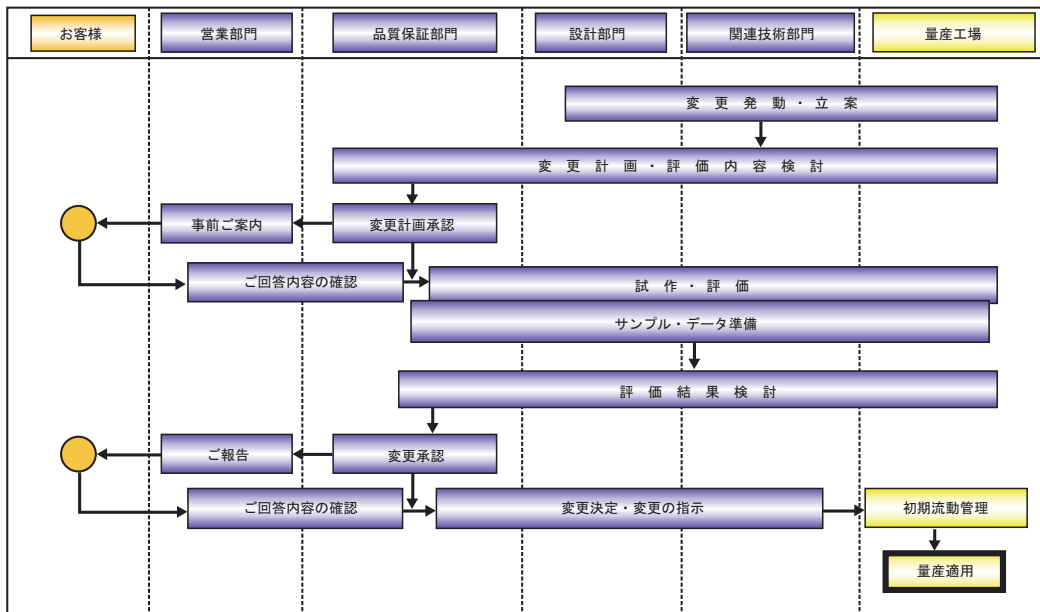 お客様
営業部門
品質保証部門
設計部門
関連技術部門
量産工場
変更発動・立案
変更計画・評価内容検討
事前ご案内
変更計画承認
ご回答内容の確認
試作・評価
サンプル・データ準備
評価結果検討
ご報告
変更承認
ご回答内容の確認
変更決定・変更の指示
初期流動管理
量産適用